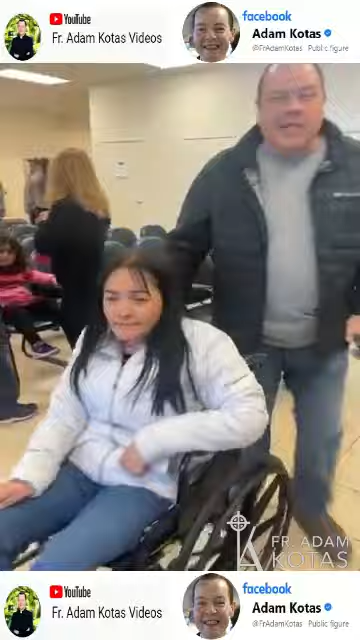 YouTube
Fr. Adam Kotas Videos
facebook
Adam Kotas
@FrAdamKotas · Public figure
FR. ADAM
KOTAS
YouTube
Fr. Adam Kotas Videos
facebook
Adam Kotas
@FrAdamKotas · Public figure